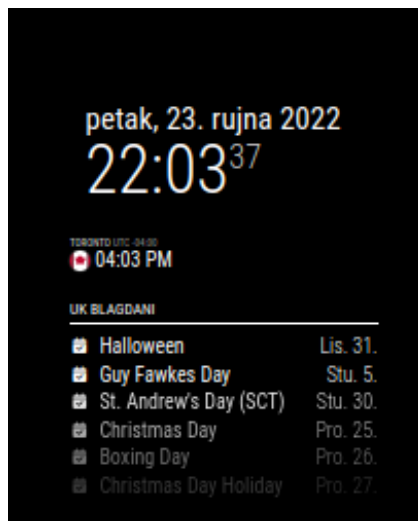 petak, 23. rujna 2022
22:03 37
TORONTO UTC -04:00
04:03 PM
UK BLAGDANI
Halloween Lis. 31.
Guy Fawkes Day Stu. 5.
St. Andrew's Day (SCT) Stu. 30.
Christmas Day Pro. 25.
Boxing Day Pro. 26.
Christmas Day Holiday Pro. 27.